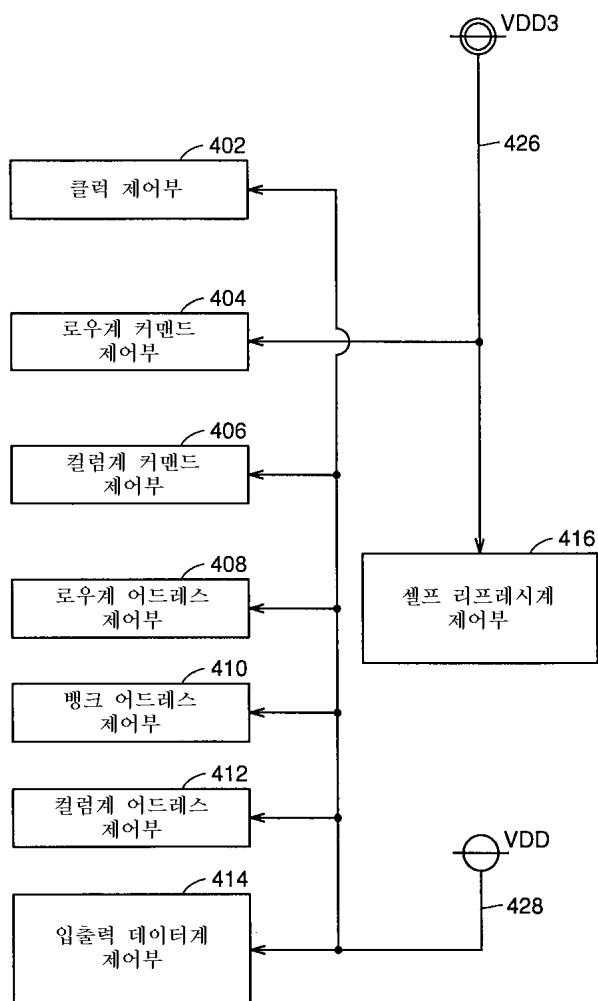 VDD3
426
402
클럭 제어부
404
로우계 커맨드
제어부
406
컬럼계 커맨드
제어부
416
셀프 리프레시계
제어부
408
로우계 어드레스
제어부
410
뱅크 어드레스
제어부
412
컬럼계 어드레스
제어부
VDD
428
414
입출력 데이터계
제어부